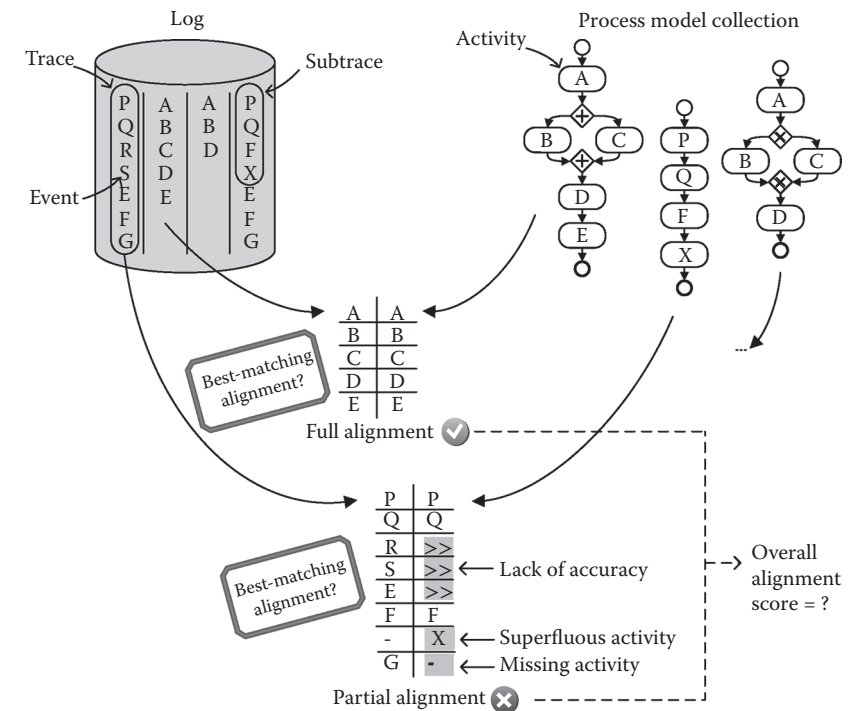 Log
Process model collection
Trace
Subtrace
Activity
Event
P A A P
Q B B Q
R C D F
S D X
E E E
F F
G G
A
+
B C
+
D
E
P
Q
F
X
A
×
B C
×
D
...
Best-matching
alignment?
A A
B B
C C
D D
E E
Full alignment
Best-matching
alignment?
P P
Q Q
R >>
S >>
E >>
F F
- X
G -
Lack of accuracy
Superfluous activity
Missing activity
Partial alignment
Overall
alignment
score = ?